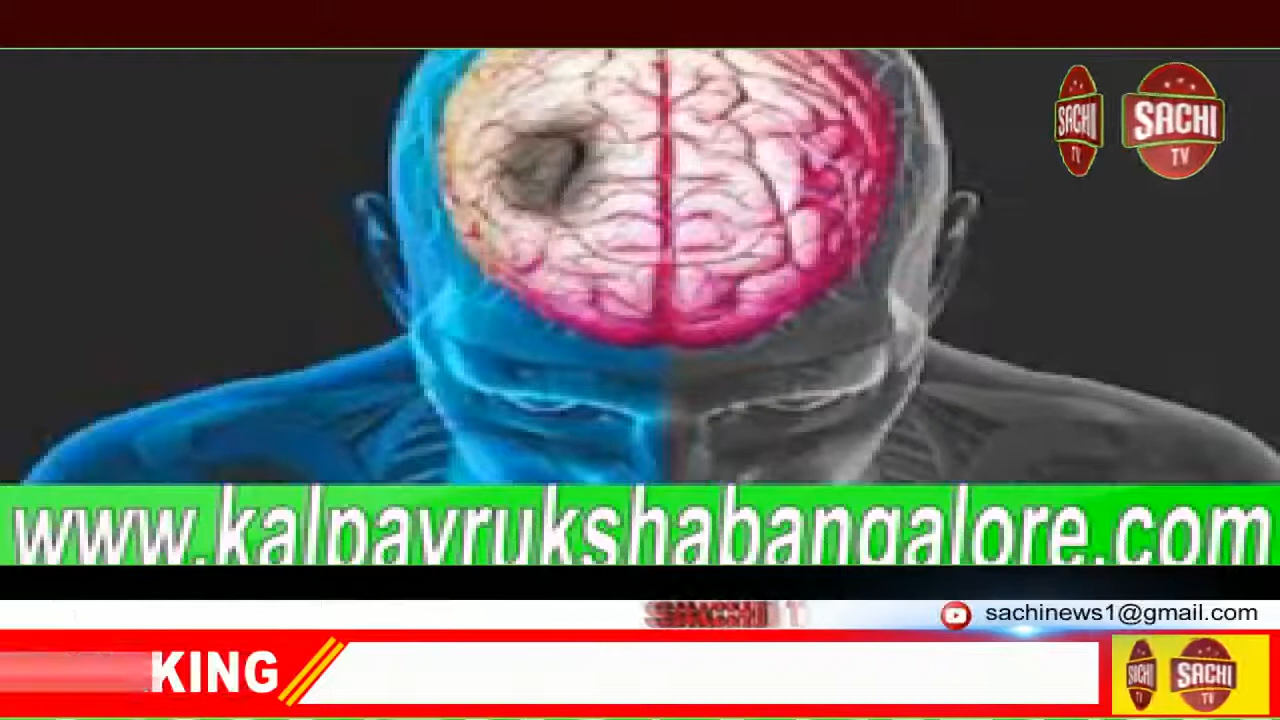 SACHI
TV
SACHI
TV
www.kalpavrukshabangalore.com
sachinews1@gmail.com
KING
SACHI
TV
SACHI
TV